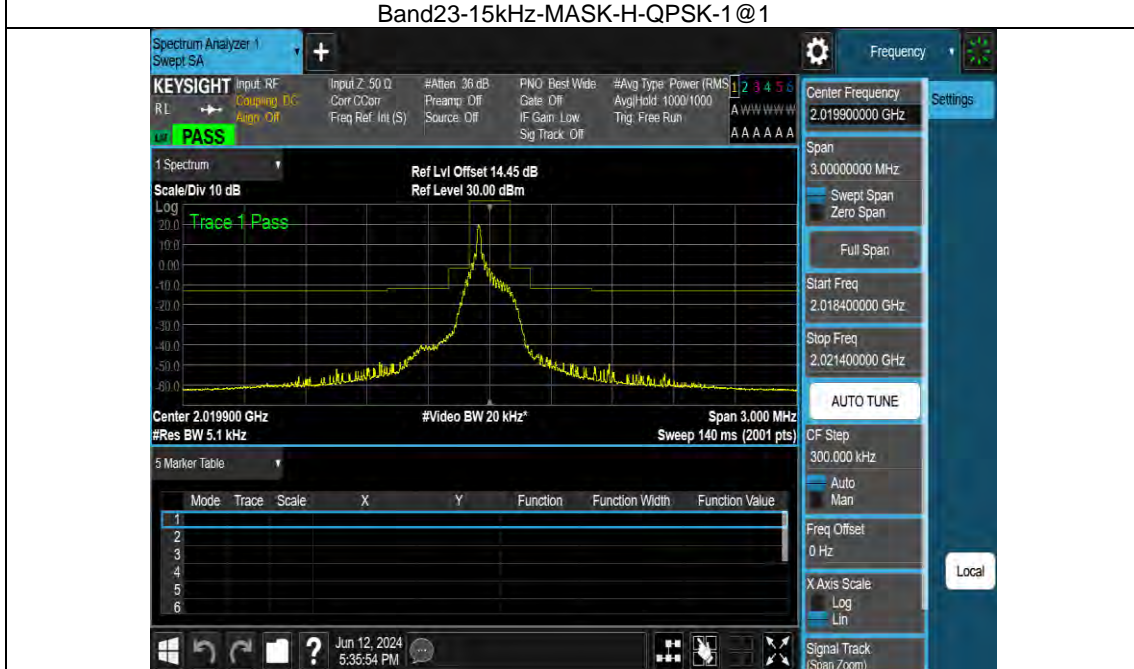 Band23-15kHz-MASK-H-QPSK-1@1
Spectrum Analyzer 1
Swept SA
+
Frequency
KEYSIGHT
RL
PASS
Input: RF
Coupling: DC
Align: Off
Input Z: 50 Ω
Corr CCorr
Freq Ref: Int (S)
#Atten: 36 dB
Preamp: Off
Source: Off
PNO: Best Wide
Gate: Off
IF Gain: Low
Sig Track: Off
#Avg Type: Power (RMS
Avg|Hold: 1000/1000
Trig: Free Run
1 2 3 4 5 6
A W W W W W
A A A A A A
Center Frequency
2.019900000 GHz
Settings
Span
3.00000000 MHz
Swept Span
Zero Span
Full Span
Start Freq
2.018400000 GHz
Stop Freq
2.021400000 GHz
AUTO TUNE
CF Step
300.000 kHz
Auto
Man
Freq Offset
0 Hz
X Axis Scale
Log
Lin
Signal Track
(Span Zoom)
Local
1 Spectrum
Scale/Div 10 dB
Ref Lvl Offset 14.45 dB
Ref Level 30.00 dBm
Log
Trace 1 Pass
20.0
10.0
0.00
-10.0
-20.0
-30.0
-40.0
-50.0
-60.0
Center 2.019900 GHz
#Video BW 20 kHz*
Span 3.000 MHz
#Res BW 5.1 kHz
Sweep 140 ms (2001 pts)
5 Marker Table
Mode Trace Scale X Y Function Function Width Function Value
1
2
3
4
5
6
?
Jun 12, 2024
5:35:54 PM